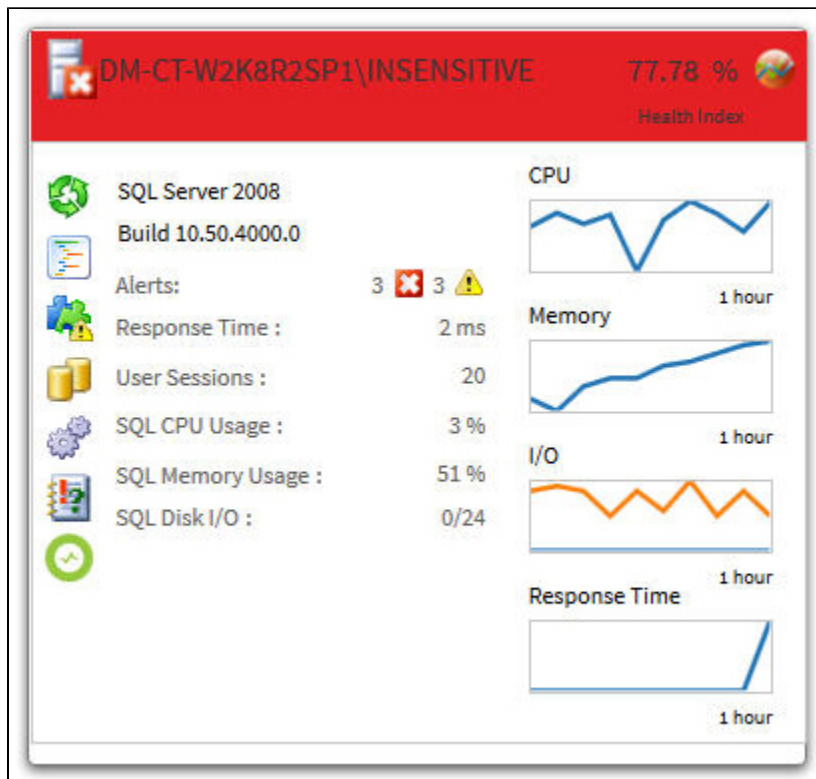 DM-CT-W2K8R2SP1\INSENSITIVE
77.78 %
Health Index
SQL Server 2008
Build 10.50.4000.0
Alerts: 3 3
Response Time : 2 ms
User Sessions : 20
SQL CPU Usage : 3 %
SQL Memory Usage : 51 %
SQL Disk I/O : 0/24
CPU
1 hour
Memory
1 hour
I/O
1 hour
Response Time
1 hour